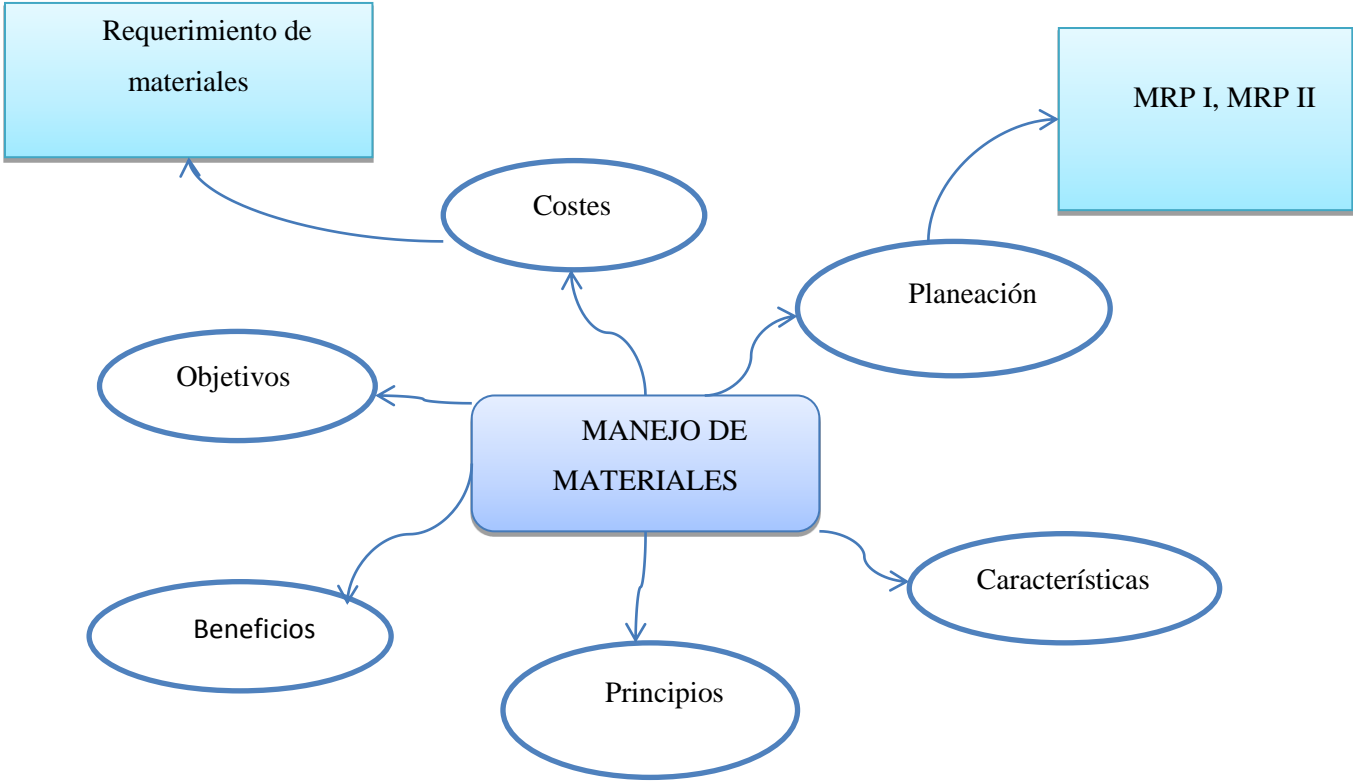 Requerimiento de
materiales
MRP I, MRP II
Costes
Planeación
Objetivos
MANEJO DE
MATERIALES
Características
Beneficios
Principios